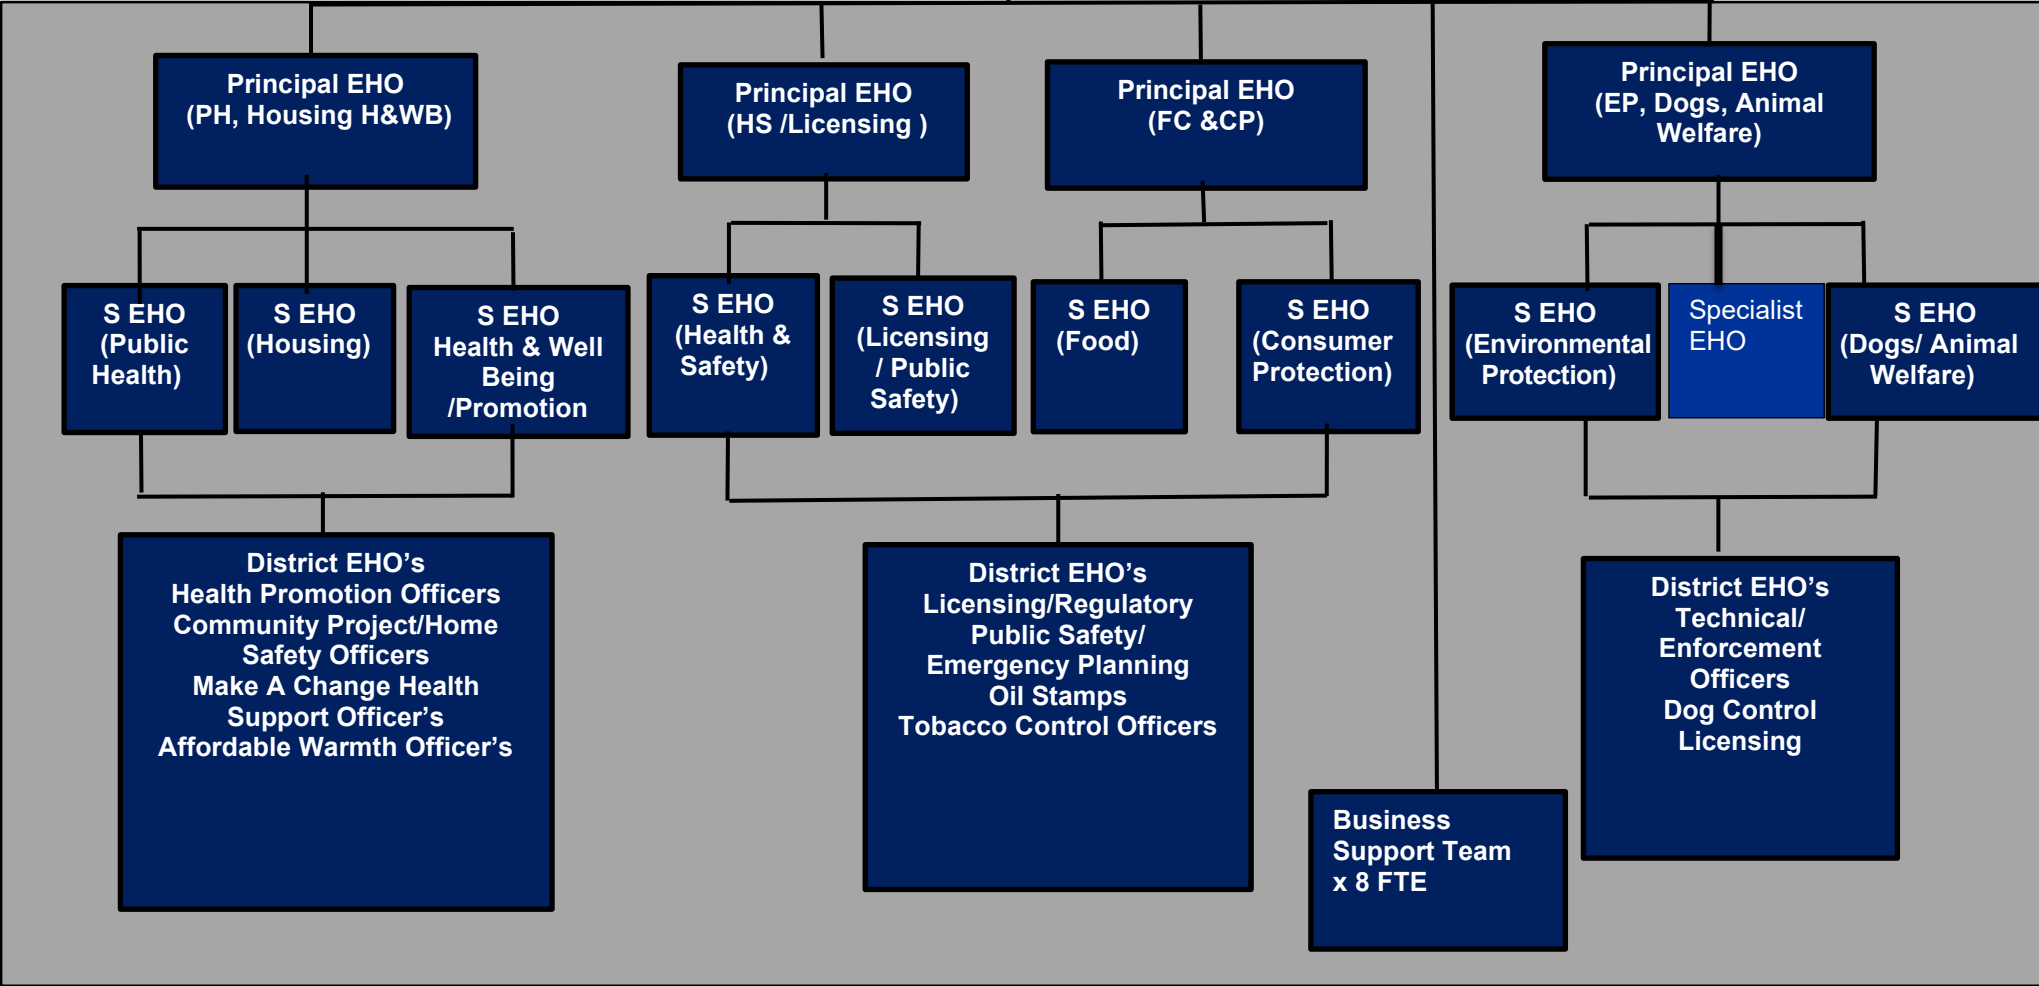 Principal EHO
(PH, Housing H&WB)
Principal EHO
(HS /Licensing )
Principal EHO
(FC &CP)
Principal EHO
(EP, Dogs, Animal
Welfare)
S EHO
(Public
Health)
S EHO
(Housing)
S EHO
Health & Well
Being
/Promotion
S EHO
(Health &
Safety)
S EHO
(Licensing
/ Public
Safety)
S EHO
(Food)
S EHO
(Consumer
Protection)
S EHO
(Environmental
Protection)
Specialist
EHO
S EHO
(Dogs/ Animal
Welfare)
District EHO’s
Health Promotion Officers
Community Project/Home
Safety Officers
Make A Change Health
Support Officer’s
Affordable Warmth Officer’s
District EHO’s
Licensing/Regulatory
Public Safety/
Emergency Planning
Oil Stamps
Tobacco Control Officers
Business
Support Team
x 8 FTE
District EHO’s
Technical/
Enforcement
Officers
Dog Control
Licensing